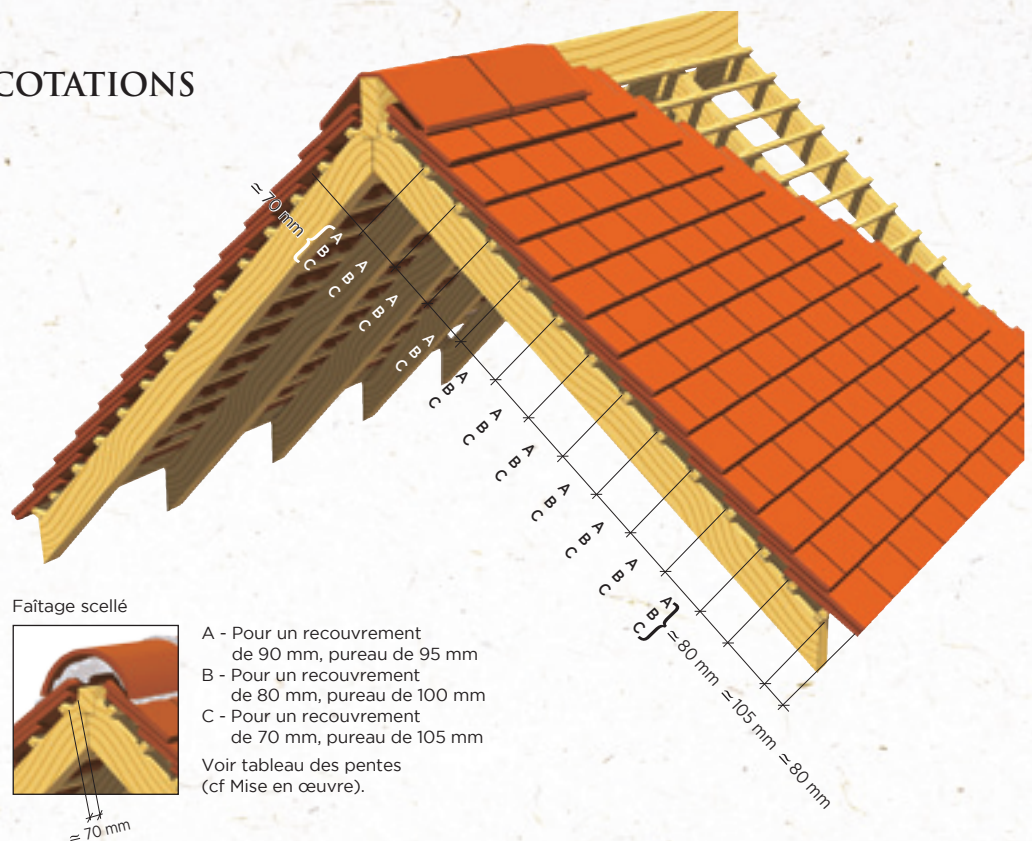 COTATIONS
≃ 70 mm { A B C
A B C
A B C
A B C
A B C
A B C
A B C
A B C
A B C
A B C
A B C } ≃ 80 mm ≃ 105 mm ≃ 80 mm
Faîtage scellé
≃ 70 mm
A - Pour un recouvrement
de 90 mm, pureau de 95 mm
B - Pour un recouvrement
de 80 mm, pureau de 100 mm
C - Pour un recouvrement
de 70 mm, pureau de 105 mm
Voir tableau des pentes
(cf Mise en œuvre).